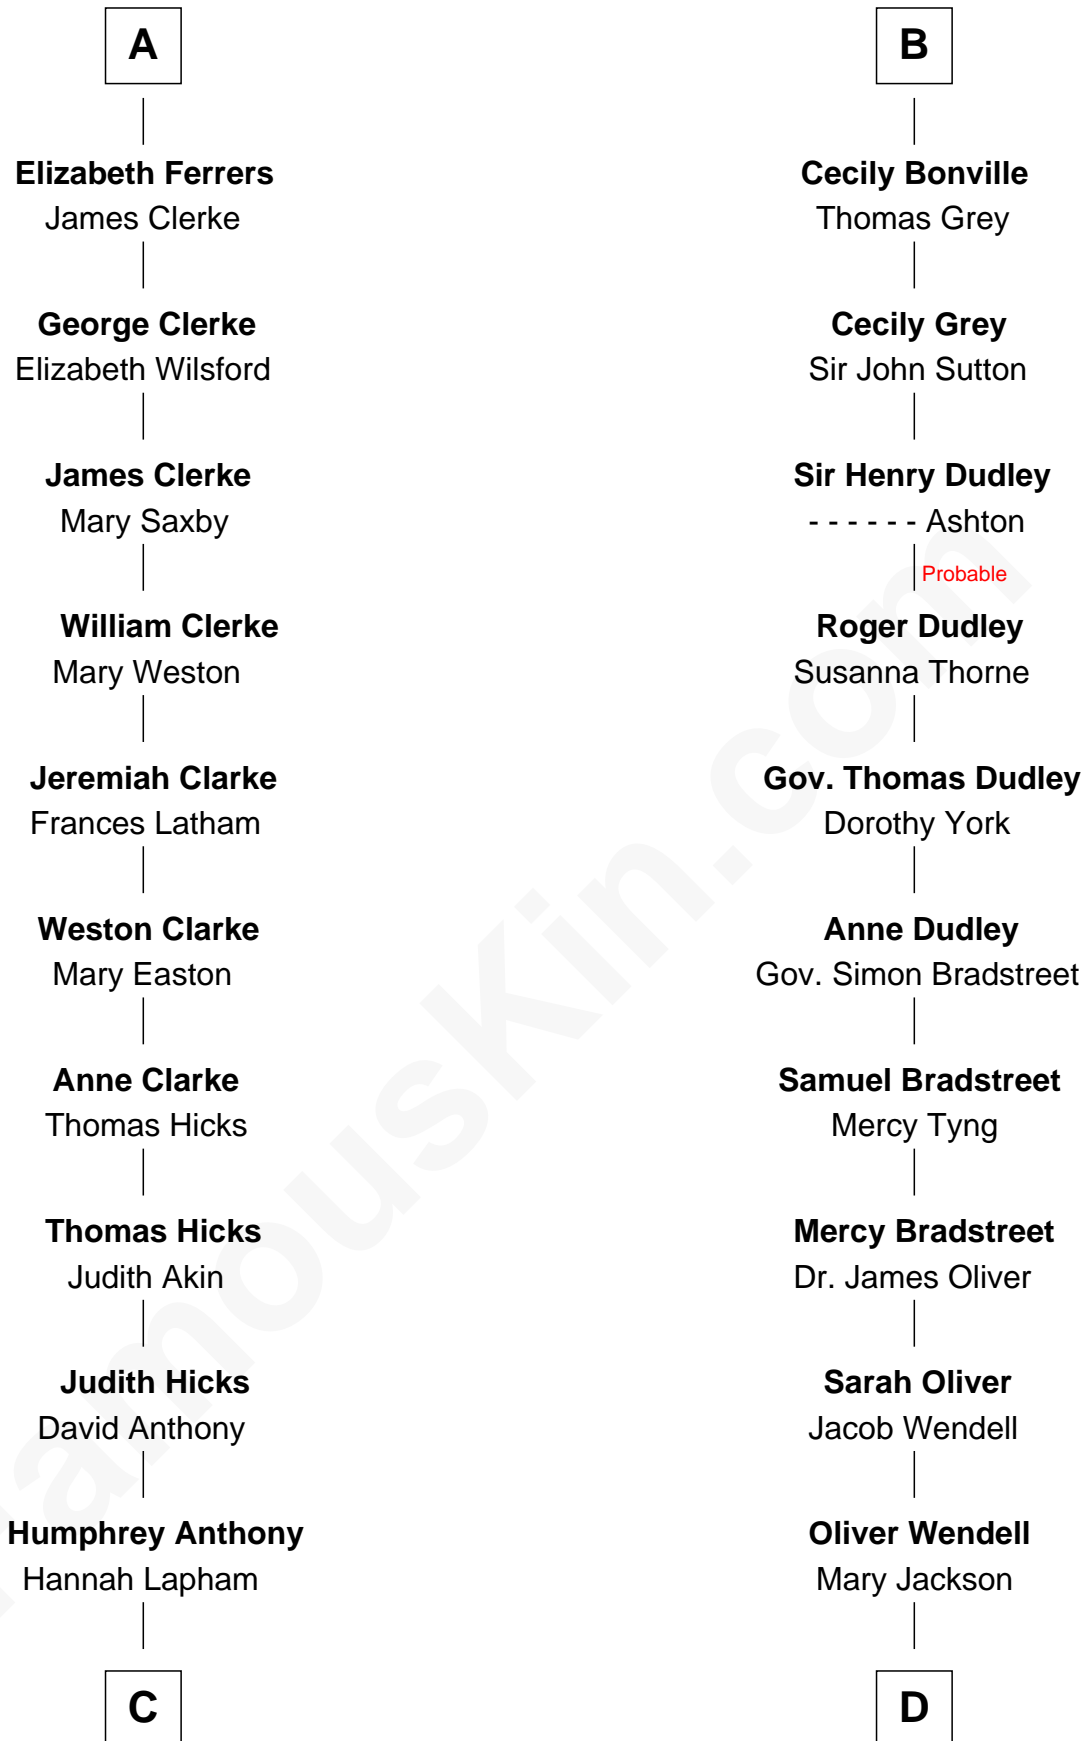 A
Elizabeth Ferrers
James Clerke
George Clerke
Elizabeth Wilsford
James Clerke
Mary Saxby
William Clerke
Mary Weston
Jeremiah Clarke
Frances Latham
Weston Clarke
Mary Easton
Anne Clarke
Thomas Hicks
Thomas Hicks
Judith Akin
Judith Hicks
David Anthony
Humphrey Anthony
Hannah Lapham
C
B
Cecily Bonville
Thomas Grey
Cecily Grey
Sir John Sutton
Sir Henry Dudley
- - - - - - Ashton
Probable
Roger Dudley
Susanna Thorne
Gov. Thomas Dudley
Dorothy York
Anne Dudley
Gov. Simon Bradstreet
Samuel Bradstreet
Mercy Tyng
Mercy Bradstreet
Dr. James Oliver
Sarah Oliver
Jacob Wendell
Oliver Wendell
Mary Jackson
D
FamousKin.com